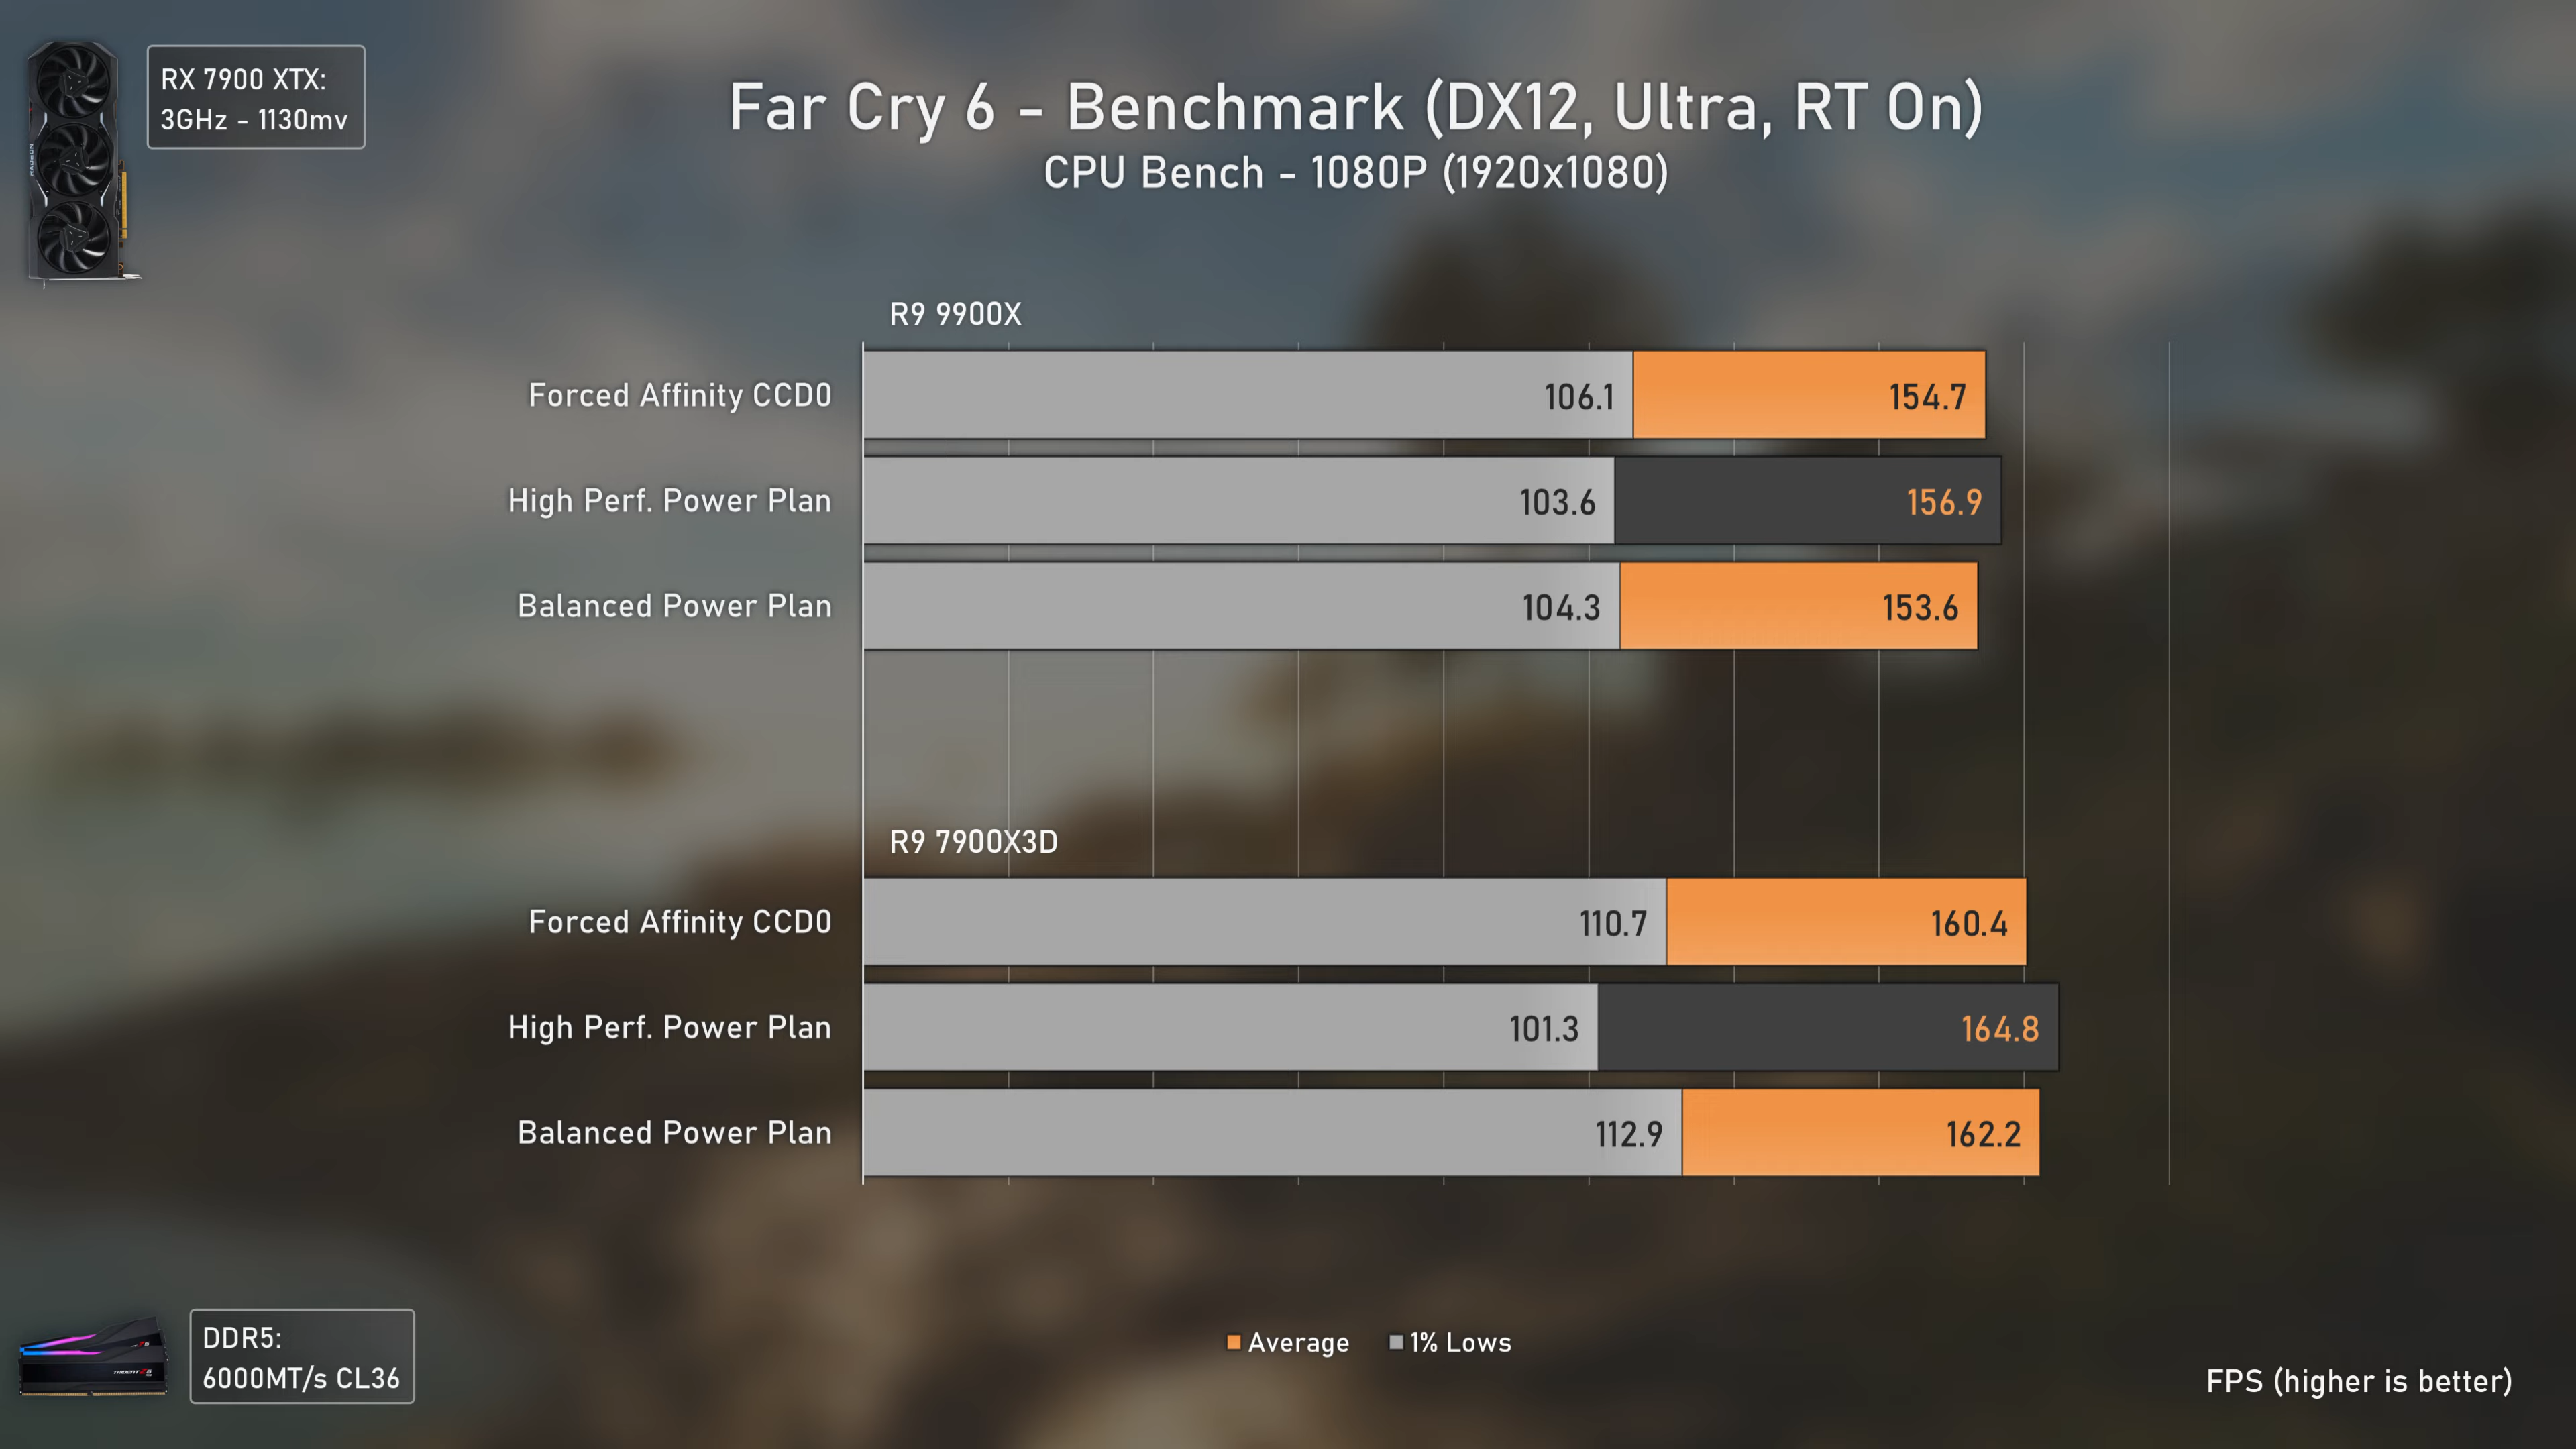 RX 7900 XTX:
3GHz - 1130mv
RADEON
Far Cry 6 - Benchmark (DX12, Ultra, RT On)
CPU Bench - 1080P (1920x1080)
R9 9900X
Forced Affinity CCD0 106.1 154.7
High Perf. Power Plan 103.6 156.9
Balanced Power Plan 104.3 153.6
R9 7900X3D
Forced Affinity CCD0 110.7 160.4
High Perf. Power Plan 101.3 164.8
Balanced Power Plan 112.9 162.2
DDR5:
6000MT/s CL36
Average 1% Lows
FPS (higher is better)